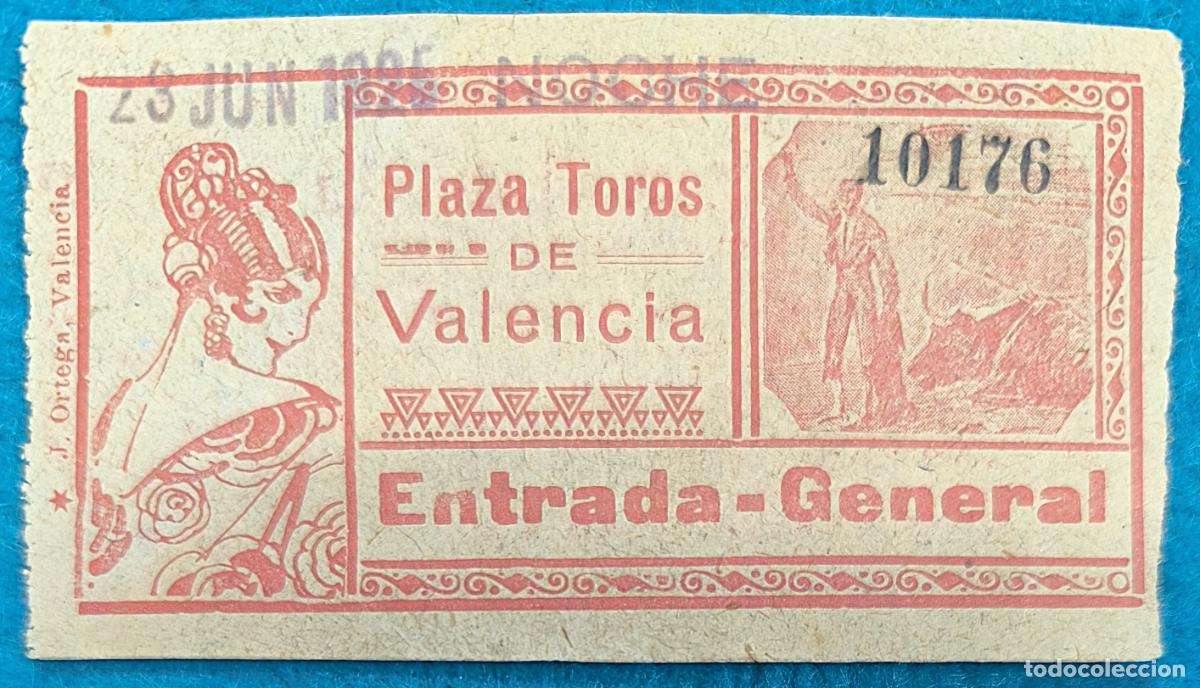 23 JUN NOCHE
10176
Plaza Toros
DE
Valencia
Entrada-General
★ J. Ortega, Valencia
todocoleccion